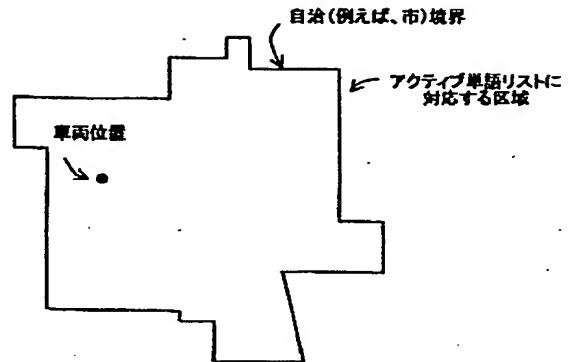 自治(例えば、市)境界
アクティブ単語リストに
対応する区域
車両位置